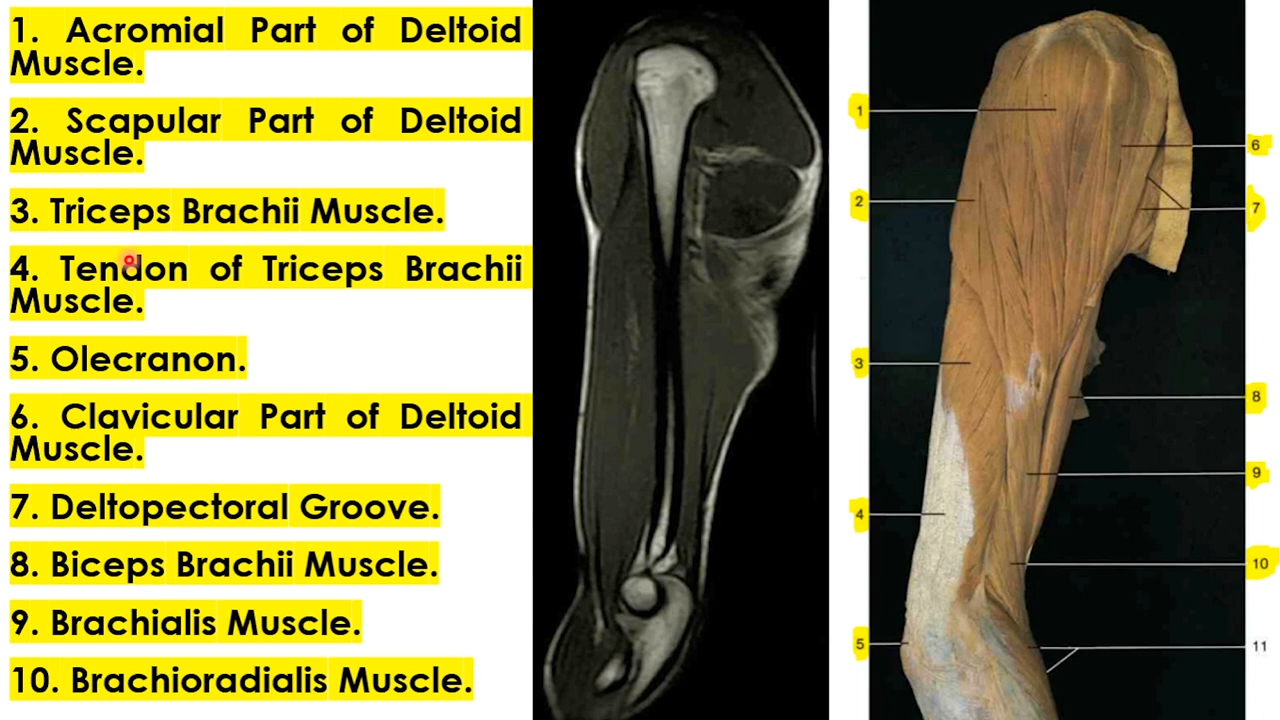 1. Acromial Part of Deltoid
Muscle.
2. Scapular Part of Deltoid
Muscle.
3. Triceps Brachii Muscle.
4. Tendon of Triceps Brachii
Muscle.
5. Olecranon.
6. Clavicular Part of Deltoid
Muscle.
7. Deltopectoral Groove.
8. Biceps Brachii Muscle.
9. Brachialis Muscle.
10. Brachioradialis Muscle.
1
2
3
4
5
6
7
8
9
10
11